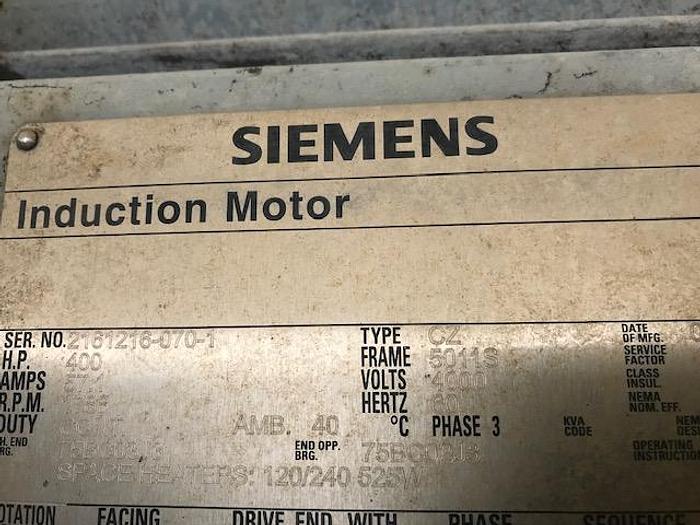 SIEMENS
Induction Motor
SER. NO. 2161216-070-1 TYPE CZ DATE OF MFG.
H.P. 400 FRAME 5011S SERVICE FACTOR
AMPS VOLTS 4000 CLASS INSUL.
R.P.M. HERTZ 60 NEMA NOM. EFF.
DUTY AMB. 40 °C PHASE 3 KVA CODE
END OPP. BRG. OPERATING
SPACE HEATERS: 120/240 525W
FACING DRIVE END WITH PHASE SEQUENCE